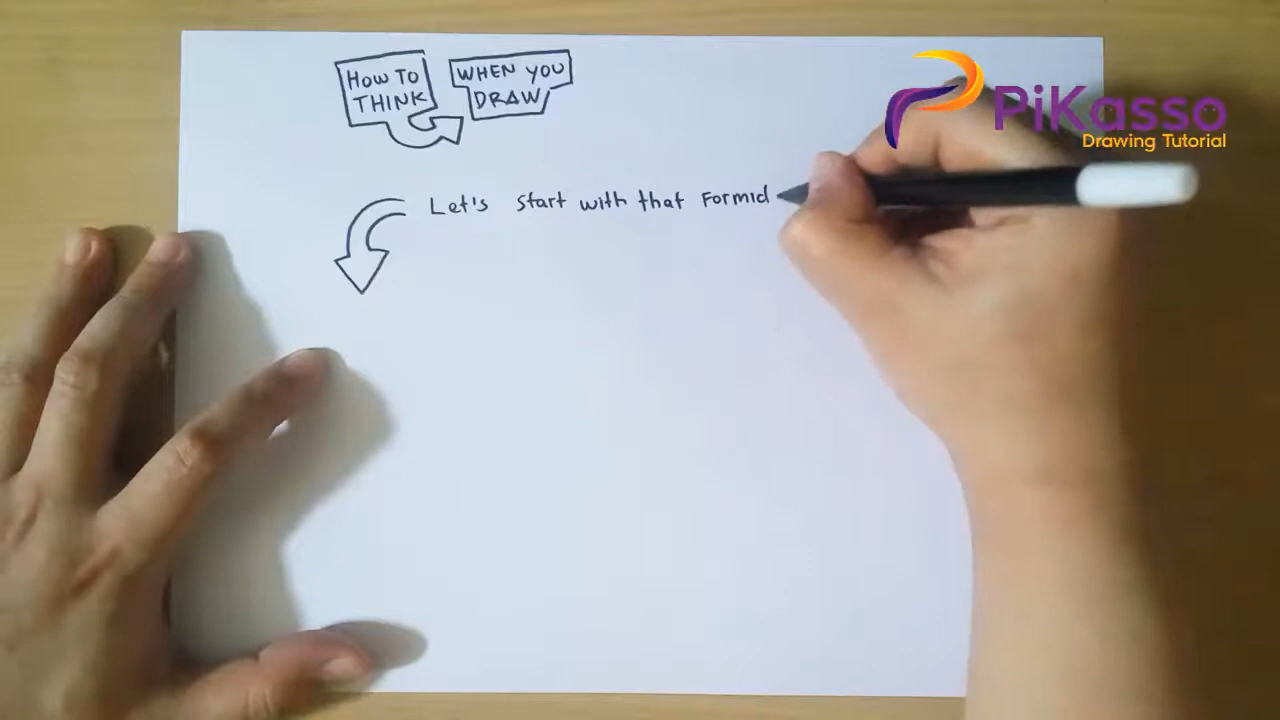 HOW TO THINK
WHEN YOU DRAW
Let's start with that Formid
PiKasso
Drawing Tutorial